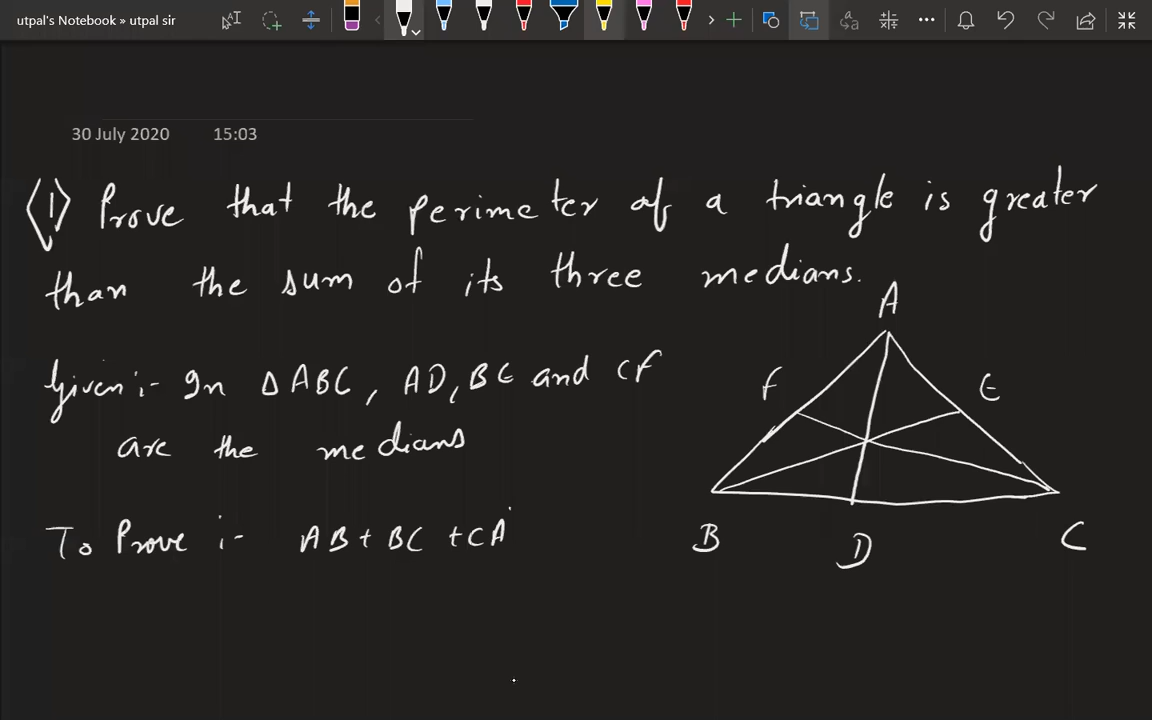 utpal's Notebook » utpal sir
30 July 2020 15:03
<1> Prove that the perimeter of a triangle is greater
than the sum of its three medians.
A
Given :- In Δ ABC, AD, BE and CF
F E
are the medians
To Prove :- AB + BC + CA
B D C